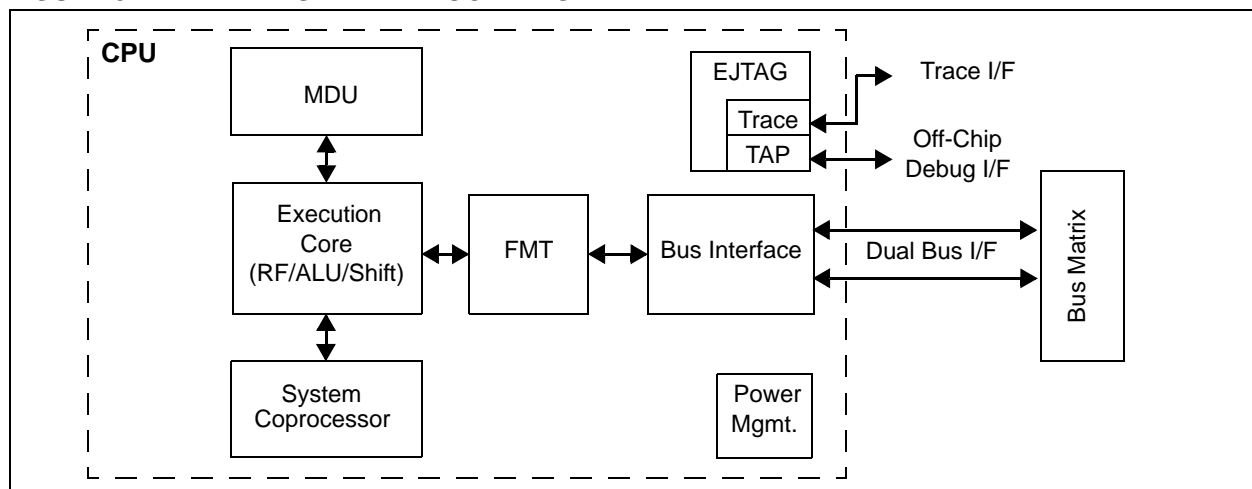 CPU
MDU
EJTAG
Trace
TAP
Trace I/F
Off-Chip
Debug I/F
Execution
Core
(RF/ALU/Shift)
FMT
Bus Interface
Dual Bus I/F
Bus Matrix
System
Coprocessor
Power
Mgmt.